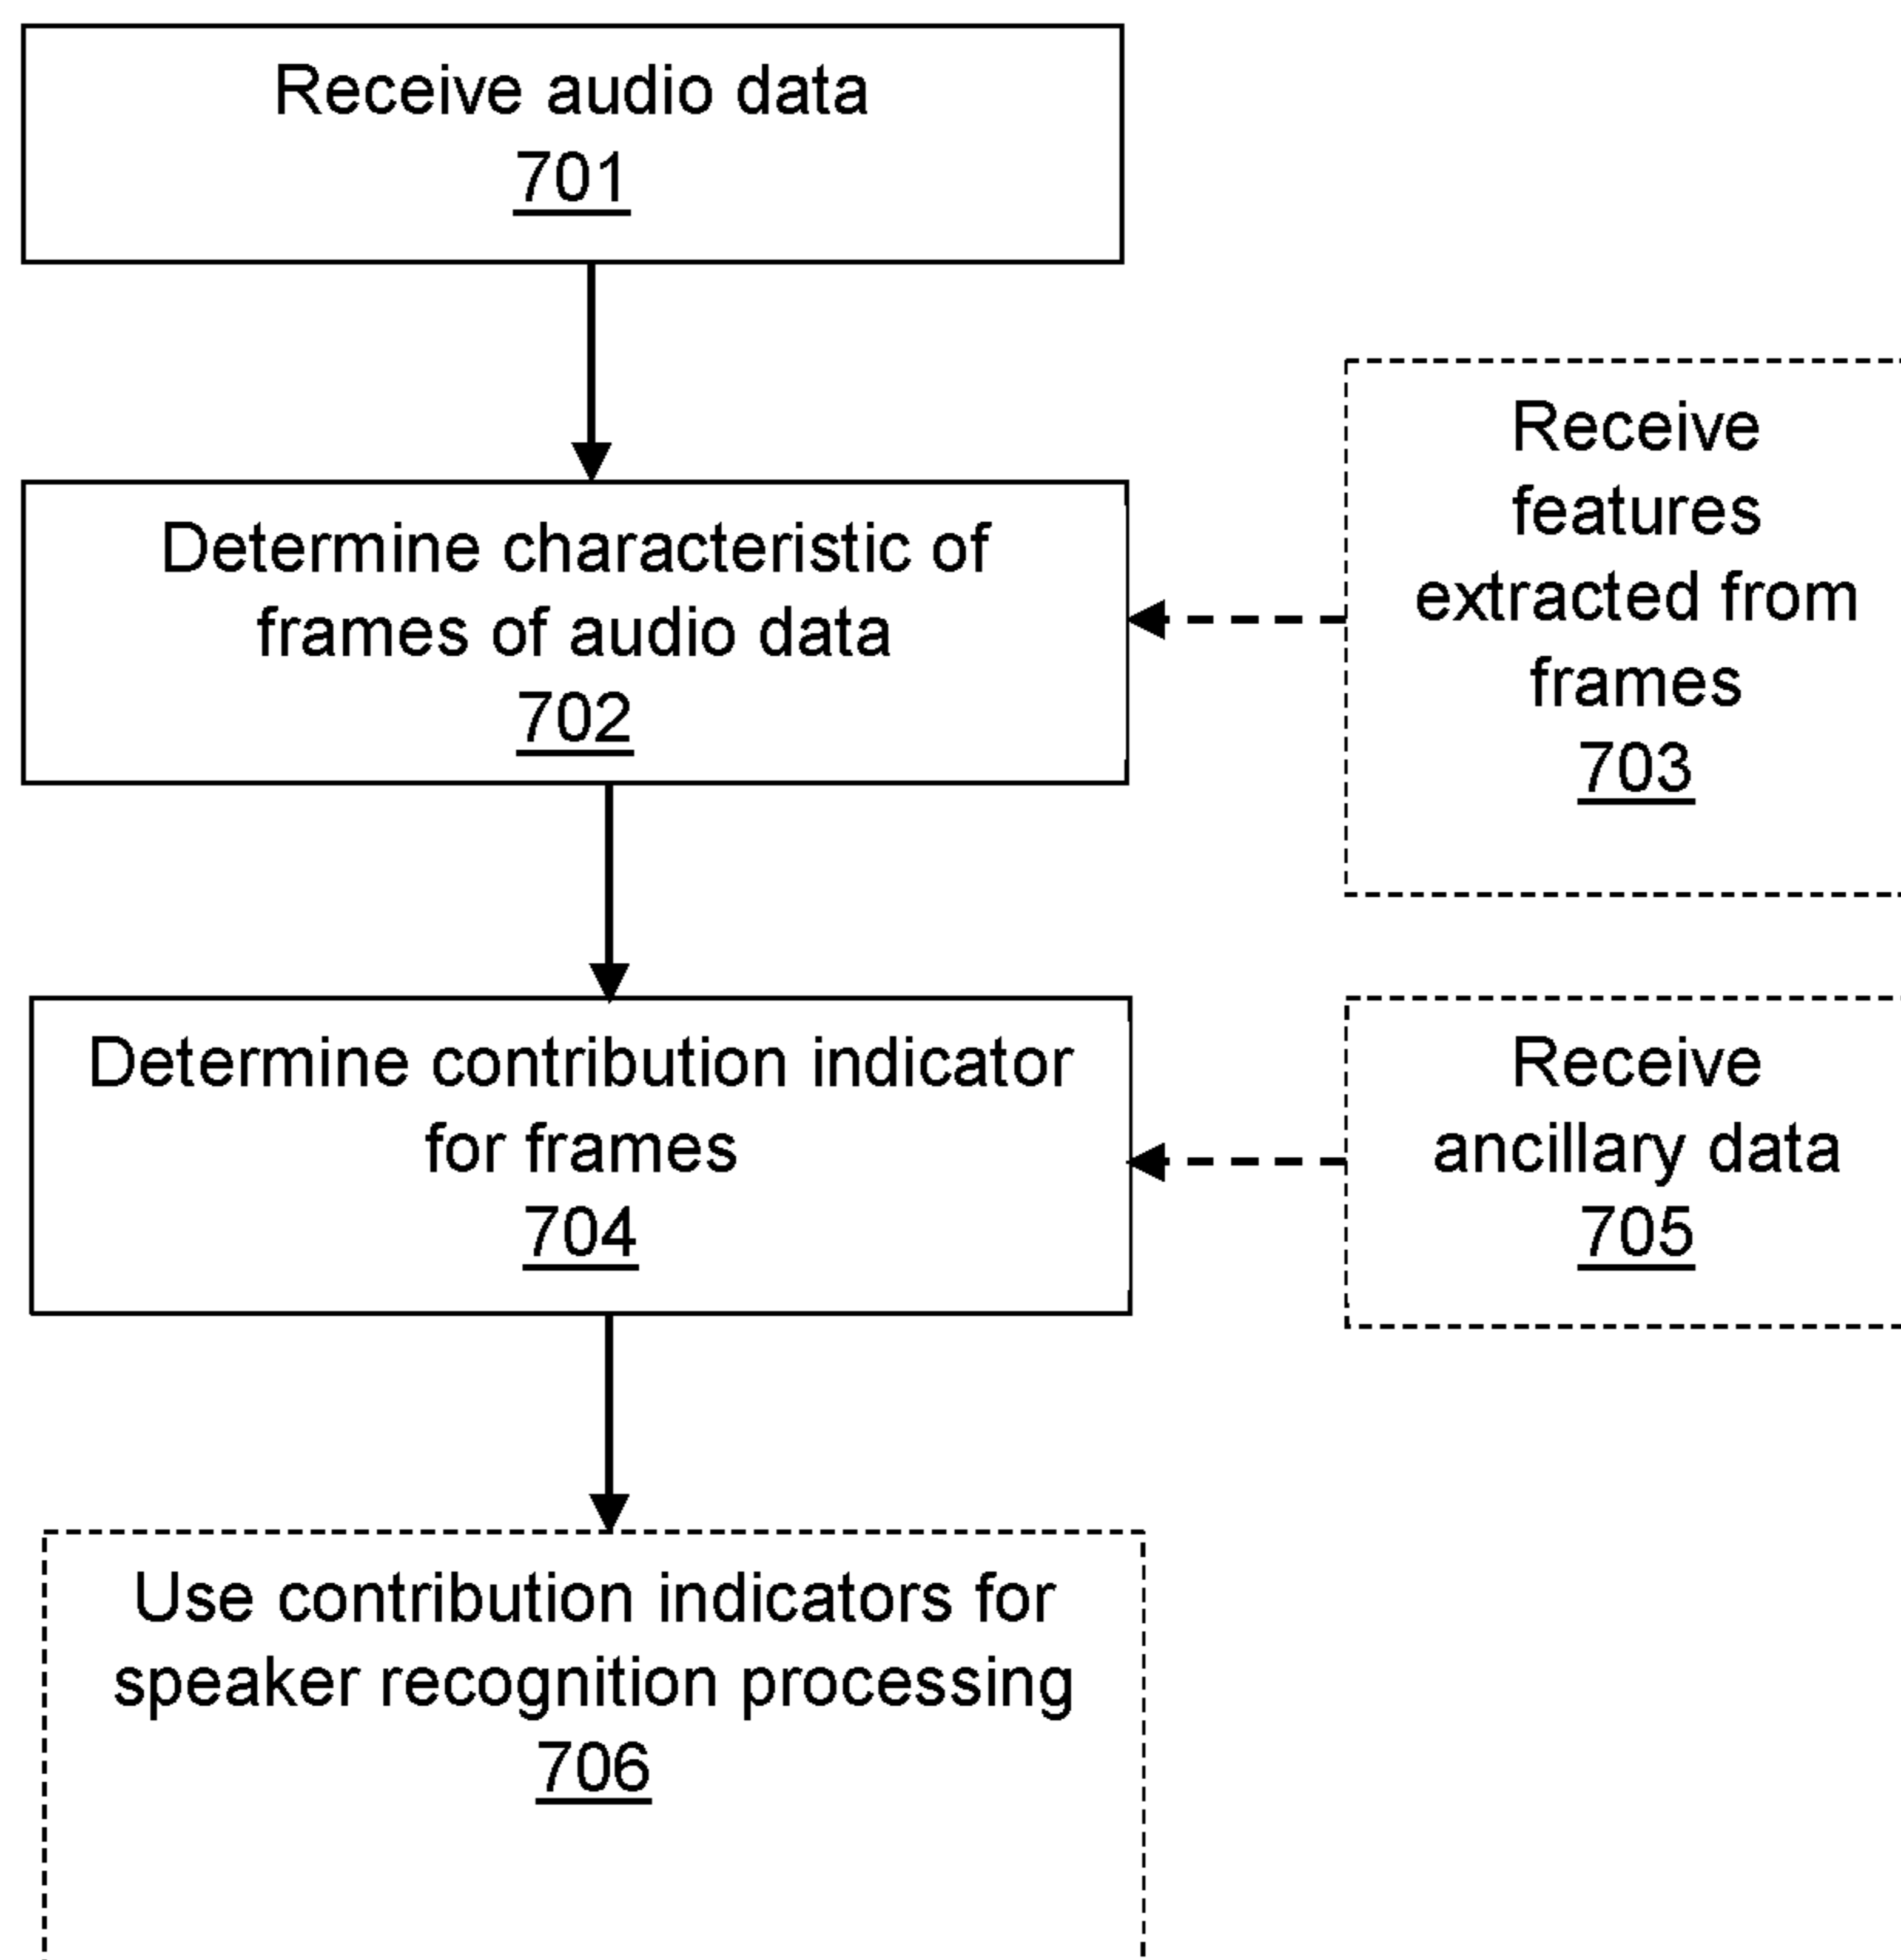 Receive audio data
701
Determine characteristic of
frames of audio data
702
Receive
features
extracted from
frames
703
Determine contribution indicator
for frames
704
Receive
ancillary data
705
Use contribution indicators for
speaker recognition processing
706